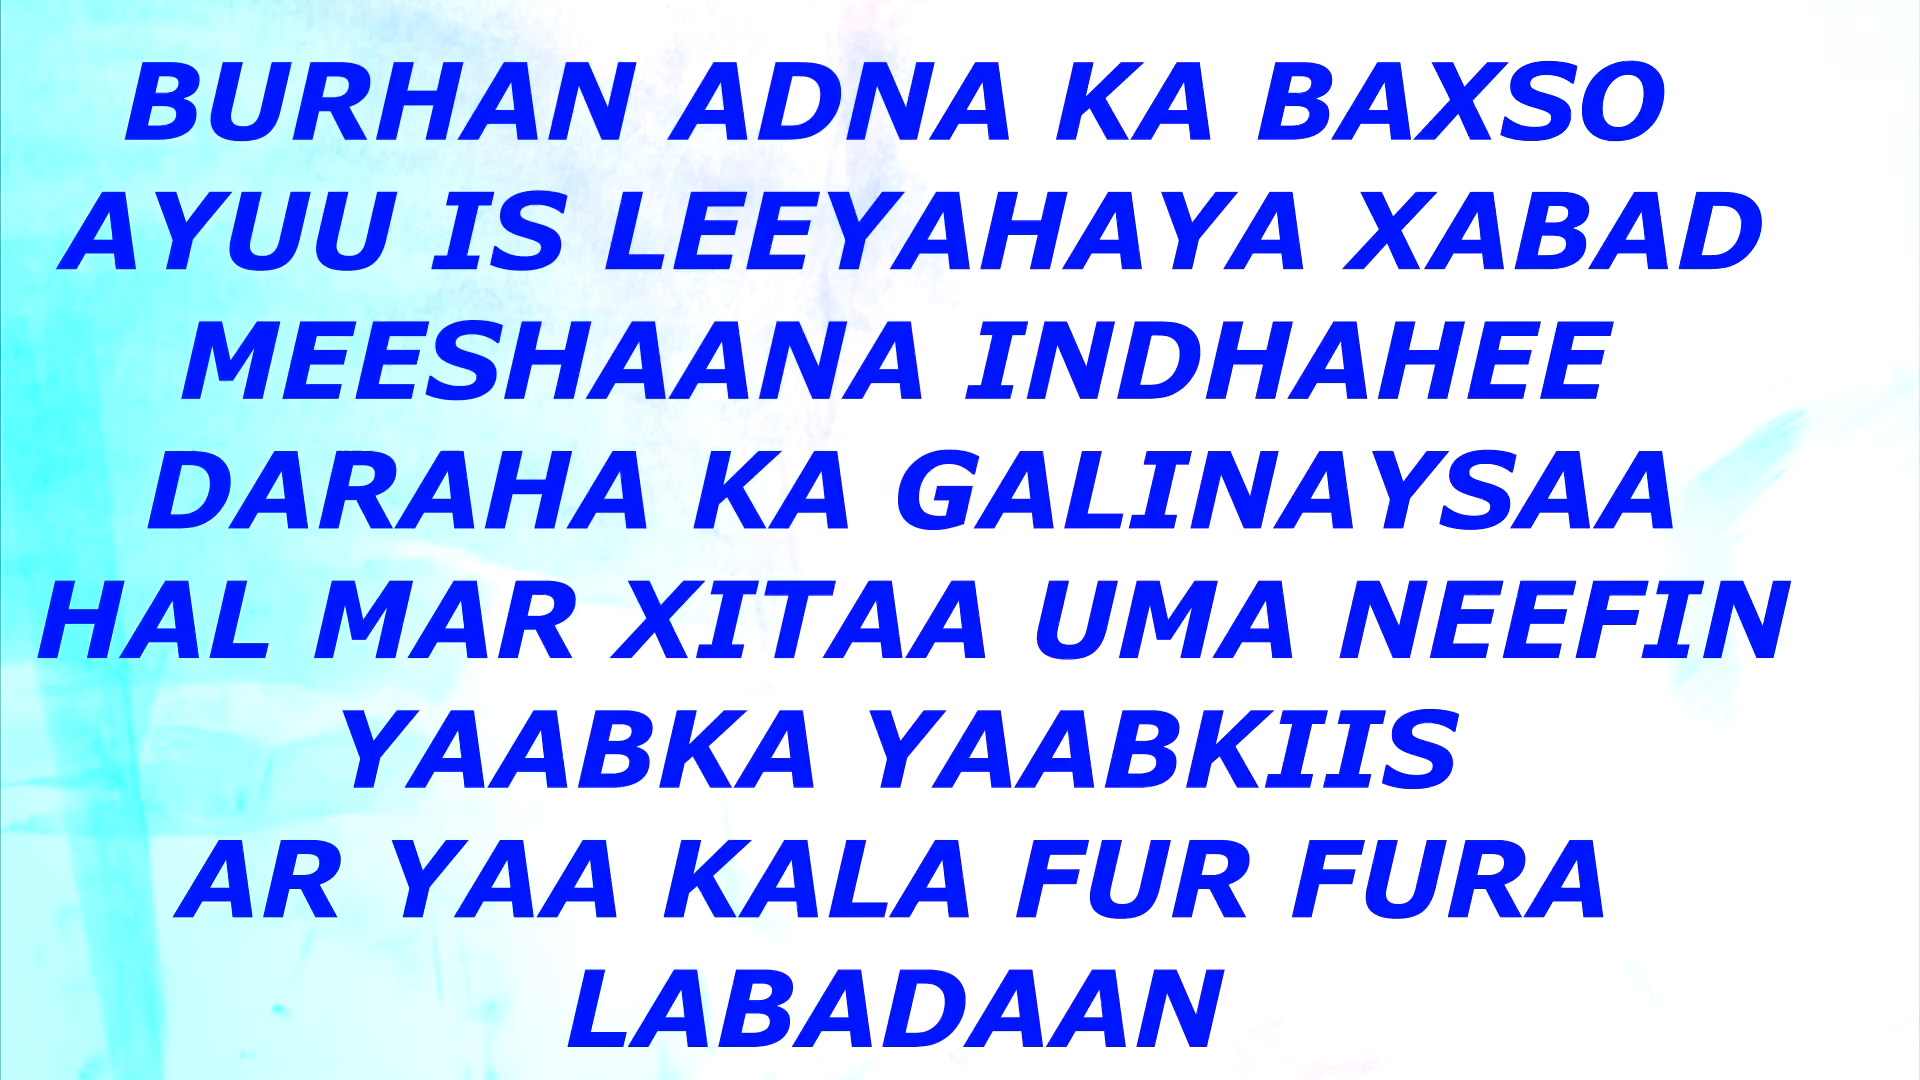 BURHAN ADNA KA BAXSO
AYUU IS LEEYAHAYA XABAD
MEESHAANA INDHAHEE
DARAHA KA GALINAYSAA
HAL MAR XITAA UMA NEEFIN
YAABKA YAABKIIS
AR YAA KALA FUR FURA
LABADAAN